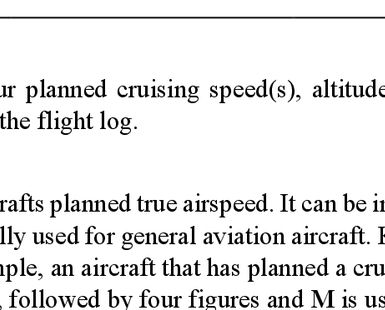 ur planned cruising speed(s), altitude
the flight log.
rafts planned true airspeed. It can be in
lly used for general aviation aircraft. 
nple, an aircraft that has planned a cru
, followed by four figures and M is us